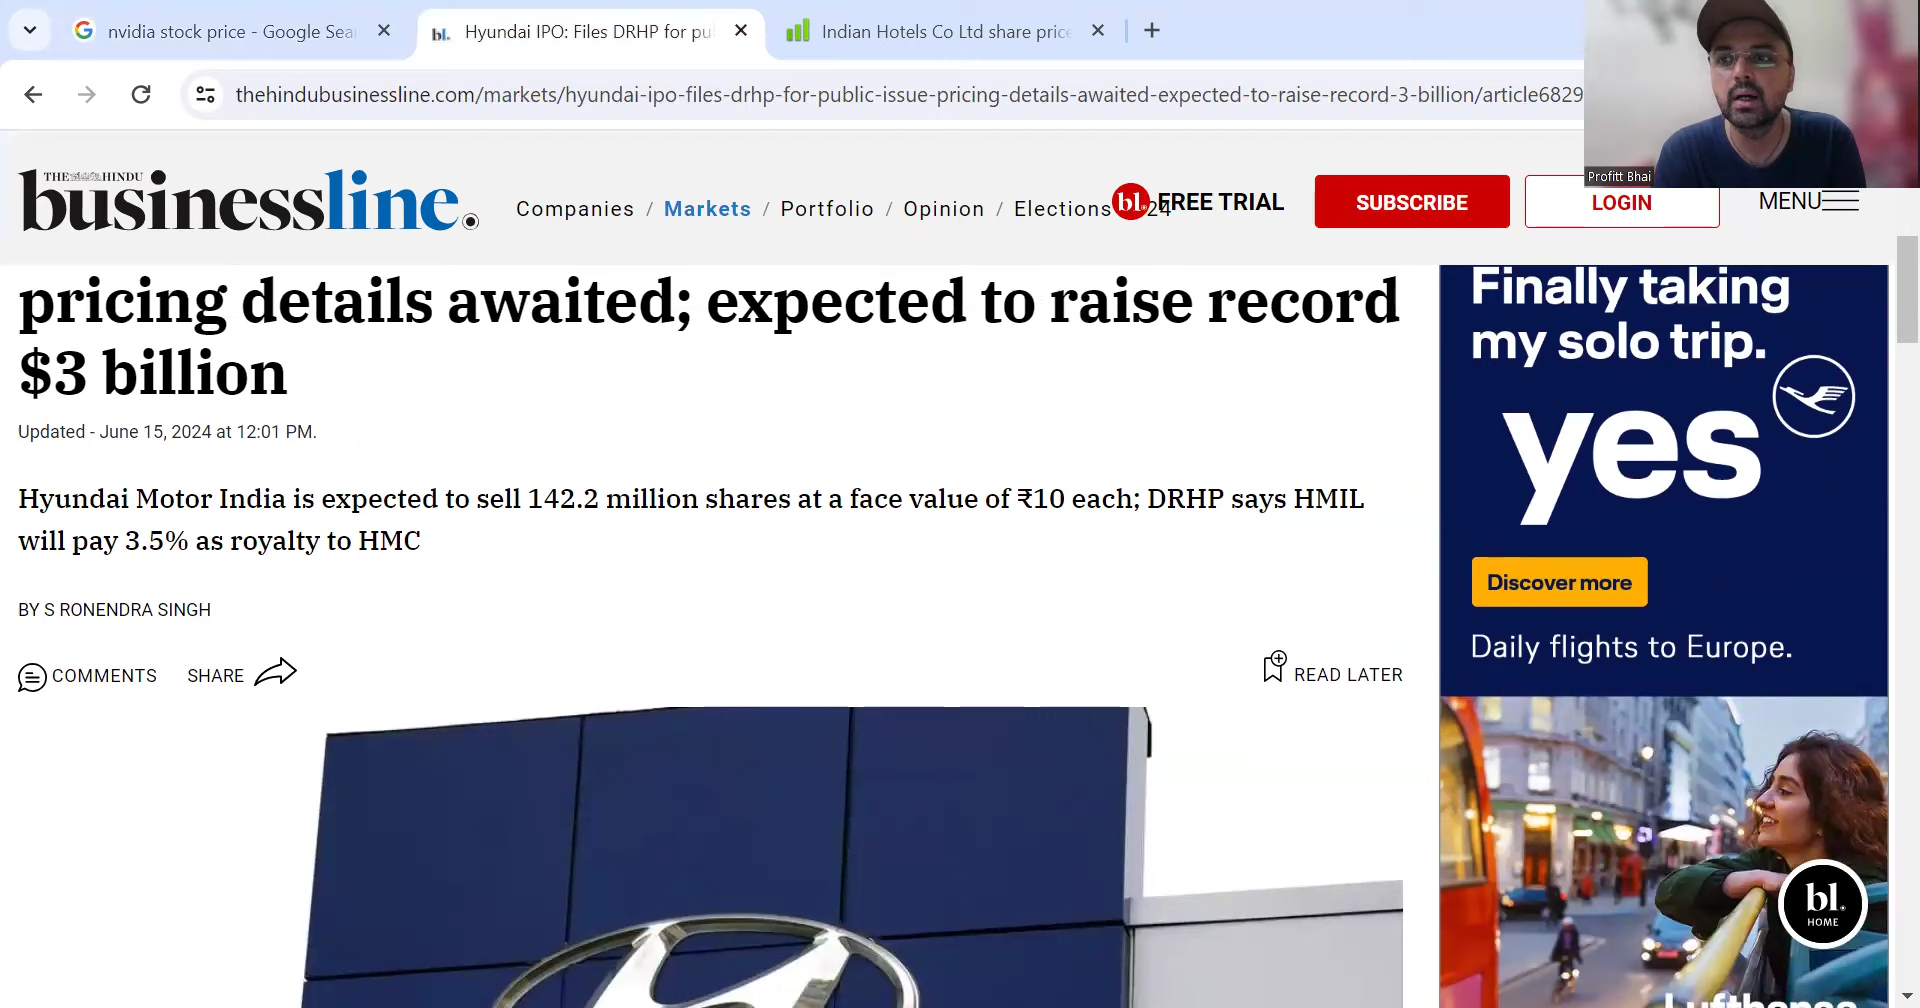 nvidia stock price - Google Sea
bl. Hyundai IPO: Files DRHP for pu
Indian Hotels Co Ltd share price
thehindubusinessline.com/markets/hyundai-ipo-files-drhp-for-public-issue-pricing-details-awaited-expected-to-raise-record-3-billion/article6829
Profitt Bhai
THE HINDU
businessline.
Companies / Markets / Portfolio / Opinion / Elections 24
bl. FREE TRIAL
SUBSCRIBE
LOGIN
MENU
pricing details awaited; expected to raise record
$3 billion
Updated - June 15, 2024 at 12:01 PM.
Hyundai Motor India is expected to sell 142.2 million shares at a face value of ₹10 each; DRHP says HMIL
will pay 3.5% as royalty to HMC
BY S RONENDRA SINGH
COMMENTS SHARE
READ LATER
Finally taking
my solo trip.
yes
Discover more
Daily flights to Europe.
bl.
HOME
Lufthansa